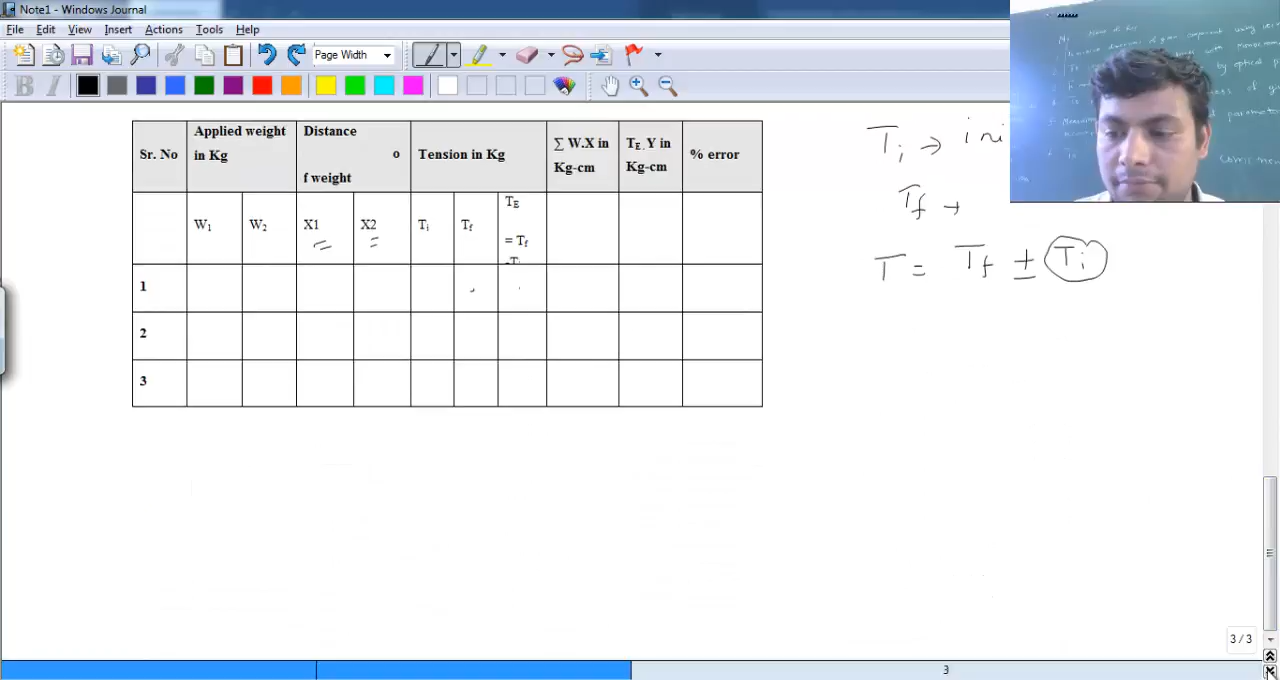 Note1 - Windows Journal
File Edit View Insert Actions Tools Help
Page Width
B I
Sr. No
Applied weight in Kg
Distance o f weight
Tension in Kg
∑ W.X in Kg-cm
TE . Y in Kg-cm
% error
W1 W2 X1 X2 Ti Tf TE = Tf -Ti
1
2
3
Ti → ini
Tf →
T = Tf ± Ti
3 / 3
3